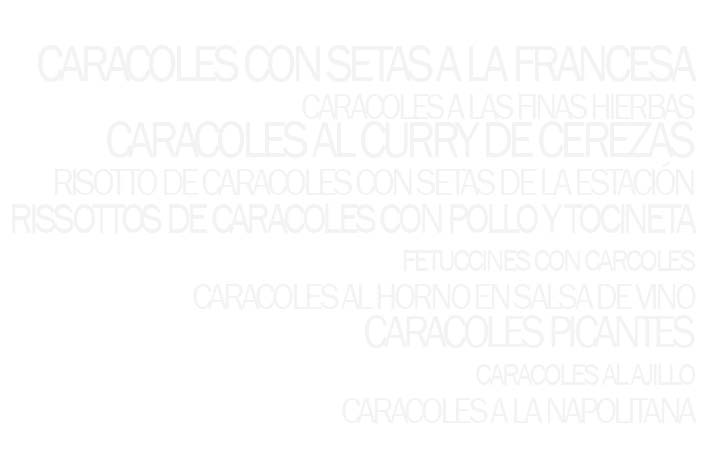 CARACOLES CON SETAS A LA FRANCESA
CARACOLES A LAS FINAS HIERBAS
CARACOLES AL CURRY DE CEREZAS
RISOTTO DE CARACOLES CON SETAS DE LA ESTACIÓN
RISSOTTOS DE CARACOLES CON POLLO Y TOCINETA
FETUCCINES CON CARCOLES
CARACOLES AL HORNO EN SALSA DE VINO
CARACOLES PICANTES
CARACOLES AL AJILLO
CARACOLES A LA NAPOLITANA